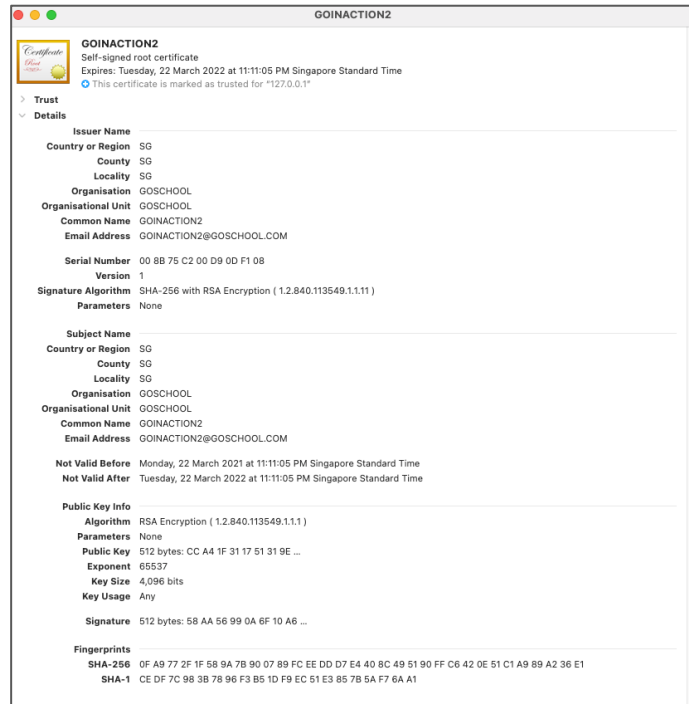 GOINACTION2
Certificate
Root
GOINACTION2
Self-signed root certificate
Expires: Tuesday, 22 March 2022 at 11:11:05 PM Singapore Standard Time
This certificate is marked as trusted for "127.0.0.1"
Trust
Details
Issuer Name
Country or Region SG
County SG
Locality SG
Organisation GOSCHOOL
Organisational Unit GOSCHOOL
Common Name GOINACTION2
Email Address GOINACTION2@GOSCHOOL.COM
Serial Number 00 8B 75 C2 00 D9 0D F1 08
Version 1
Signature Algorithm SHA-256 with RSA Encryption ( 1.2.840.113549.1.1.11 )
Parameters None
Subject Name
Country or Region SG
County SG
Locality SG
Organisation GOSCHOOL
Organisational Unit GOSCHOOL
Common Name GOINACTION2
Email Address GOINACTION2@GOSCHOOL.COM
Not Valid Before Monday, 22 March 2021 at 11:11:05 PM Singapore Standard Time
Not Valid After Tuesday, 22 March 2022 at 11:11:05 PM Singapore Standard Time
Public Key Info
Algorithm RSA Encryption ( 1.2.840.113549.1.1.1 )
Parameters None
Public Key 512 bytes: CC A4 1F 31 17 51 31 9E ...
Exponent 65537
Key Size 4,096 bits
Key Usage Any
Signature 512 bytes: 58 AA 56 99 0A 6F 10 A6 ...
Fingerprints
SHA-256 0F A9 77 2F 1F 58 9A 7B 90 07 89 FC EE DD D7 E4 40 8C 49 51 90 FF C6 42 0E 51 C1 A9 89 A2 36 E1
SHA-1 CE DF 7C 98 3B 78 96 F3 B5 1D F9 EC 51 E3 85 7B 5A F7 6A A1